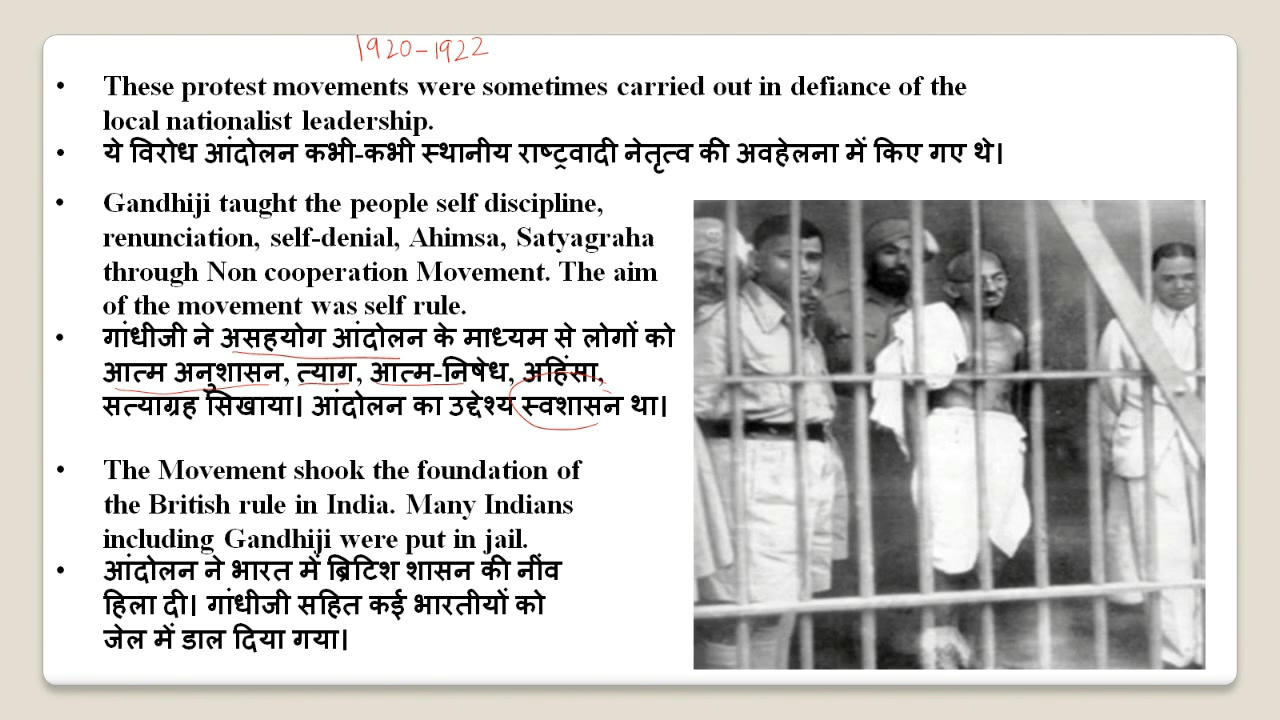 1920-1922
• These protest movements were sometimes carried out in defiance of the
local nationalist leadership.
• ये विरोध आंदोलन कभी-कभी स्थानीय राष्ट्रवादी नेतृत्व की अवहेलना में किए गए थे।
• Gandhiji taught the people self discipline,
renunciation, self-denial, Ahimsa, Satyagraha
through Non cooperation Movement. The aim
of the movement was self rule.
• गांधीजी ने असहयोग आंदोलन के माध्यम से लोगों को
आत्म अनुशासन, त्याग, आत्म-निषेध, अहिंसा,
सत्याग्रह सिखाया। आंदोलन का उद्देश्य स्वशासन था।
• The Movement shook the foundation of
the British rule in India. Many Indians
including Gandhiji were put in jail.
• आंदोलन ने भारत में ब्रिटिश शासन की नींव
हिला दी। गांधीजी सहित कई भारतीयों को
जेल में डाल दिया गया।